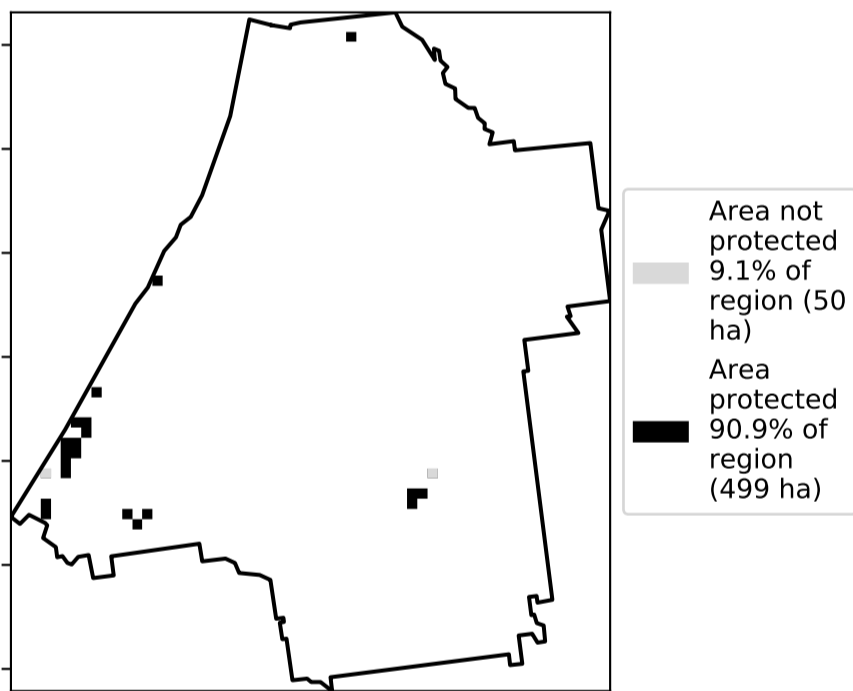 Area not
protected
9.1% of
region (50
ha)
Area
protected
90.9% of
region
(499 ha)